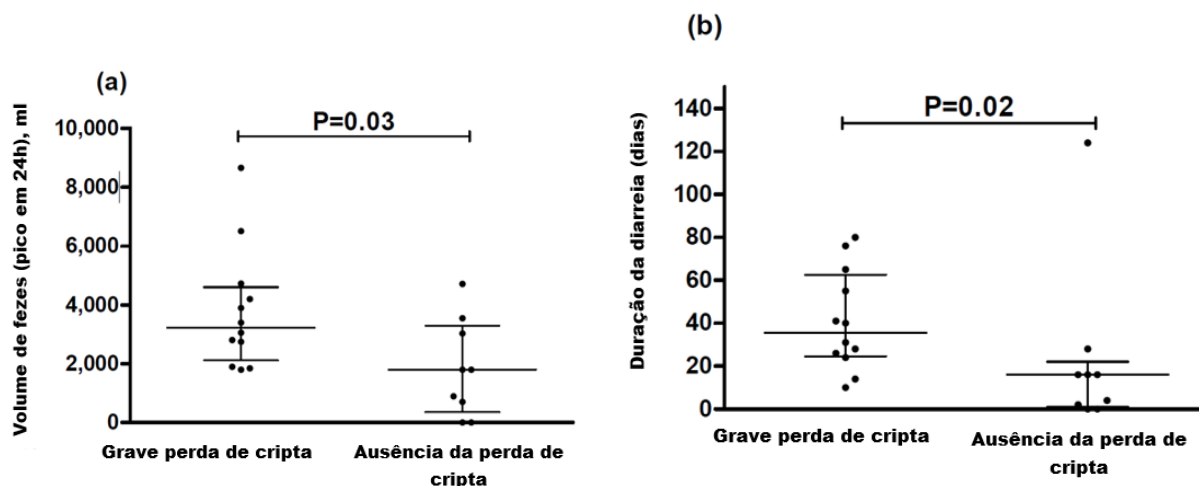 (a)
P=0.03
Volume de fezes (pico em 24h), ml
10,000
8,000
6,000
4,000
2,000
0
Grave perda de cripta
Ausência da perda de
cripta
(b)
P=0.02
Duração da diarreia (dias)
140
120
100
80
60
40
20
0
Grave perda de cripta
Ausência da perda de
cripta